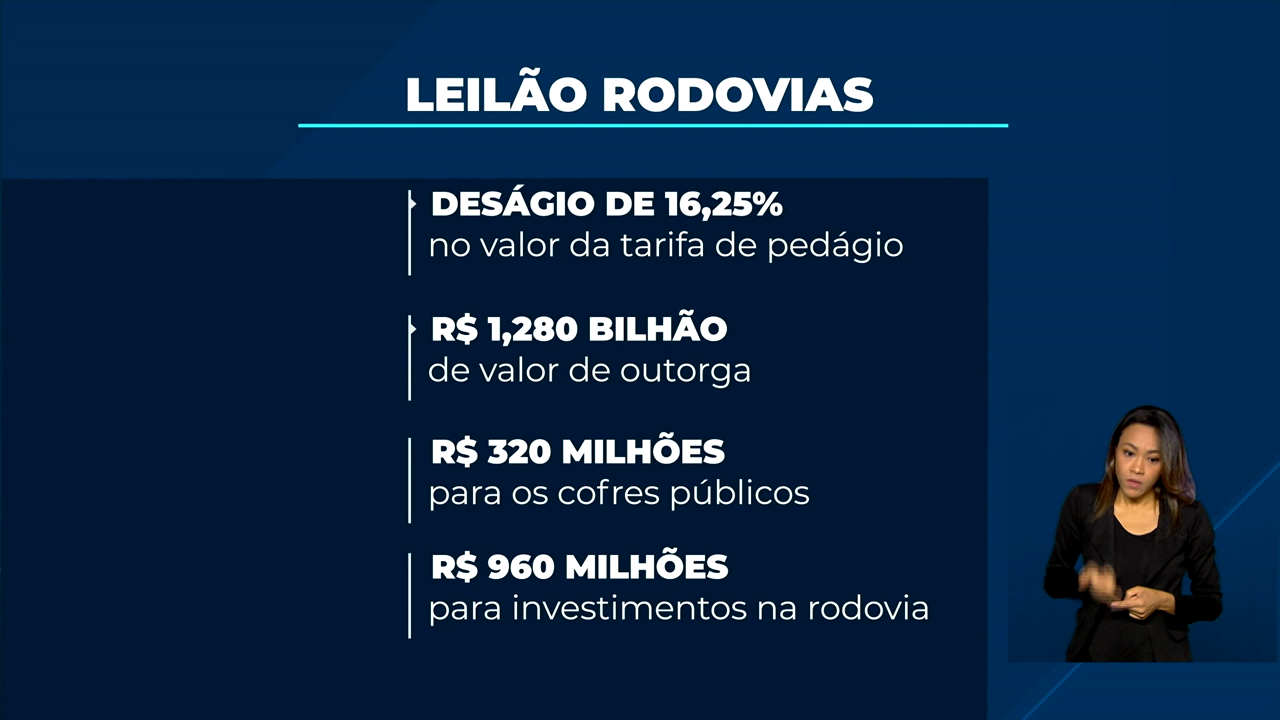 LEILÃO RODOVIAS
DESÁGIO DE 16,25%
no valor da tarifa de pedágio
R$ 1,280 BILHÃO
de valor de outorga
R$ 320 MILHÕES
para os cofres públicos
R$ 960 MILHÕES
para investimentos na rodovia